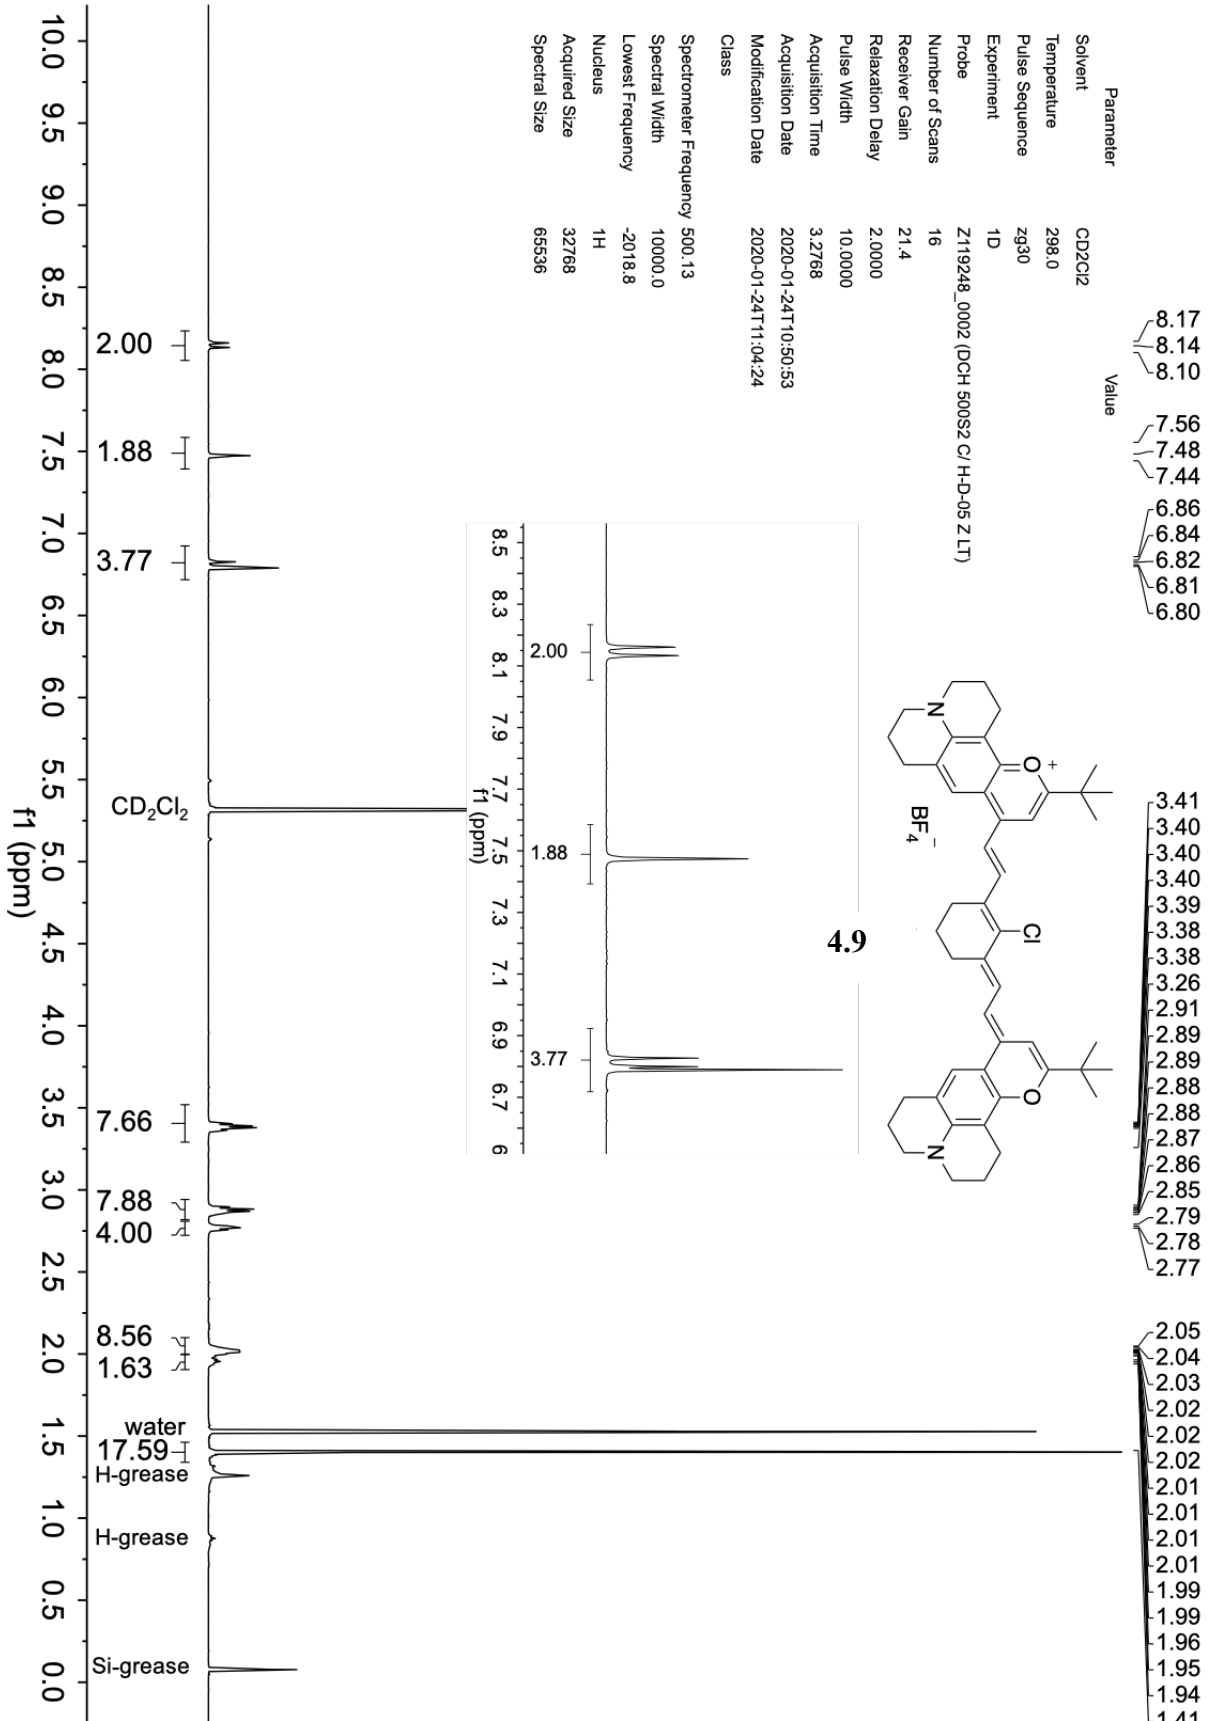 Parameter Value
Solvent CD2Cl2
Temperature 298.0
Pulse Sequence zg30
Experiment 1D
Probe Z119248_0002 (DCH 500S2 C/ H-D-05 Z LT)
Number of Scans 16
Receiver Gain 21.4
Relaxation Delay 2.0000
Pulse Width 10.0000
Acquisition Time 3.2768
Acquisition Date 2020-01-24T10:50:53
Modification Date 2020-01-24T11:04:24
Class
Spectrometer Frequency 500.13
Spectral Width 10000.0
Lowest Frequency -2018.8
Nucleus 1H
Acquired Size 32768
Spectral Size 65536
8.17
8.14
8.10
7.56
7.48
7.44
6.86
6.84
6.82
6.81
6.80
3.41
3.40
3.40
3.40
3.39
3.38
3.38
3.26
2.91
2.89
2.89
2.88
2.88
2.87
2.86
2.85
2.79
2.78
2.77
2.05
2.04
2.03
2.02
2.02
2.02
2.01
2.01
2.01
2.01
1.99
1.99
1.96
1.95
1.94
1.41
N O + Cl O N
BF4−
4.9
2.00 1.88 3.77
8.5 8.3 8.1 7.9 7.7 7.5 7.3 7.1 6.9 6.7 6
f1 (ppm)
2.00
1.88
3.77
CD2Cl2
7.66
7.88
4.00
8.56
1.63
water
17.59
H-grease
H-grease
Si-grease
10.0 9.5 9.0 8.5 8.0 7.5 7.0 6.5 6.0 5.5 5.0 4.5 4.0 3.5 3.0 2.5 2.0 1.5 1.0 0.5 0.0
f1 (ppm)